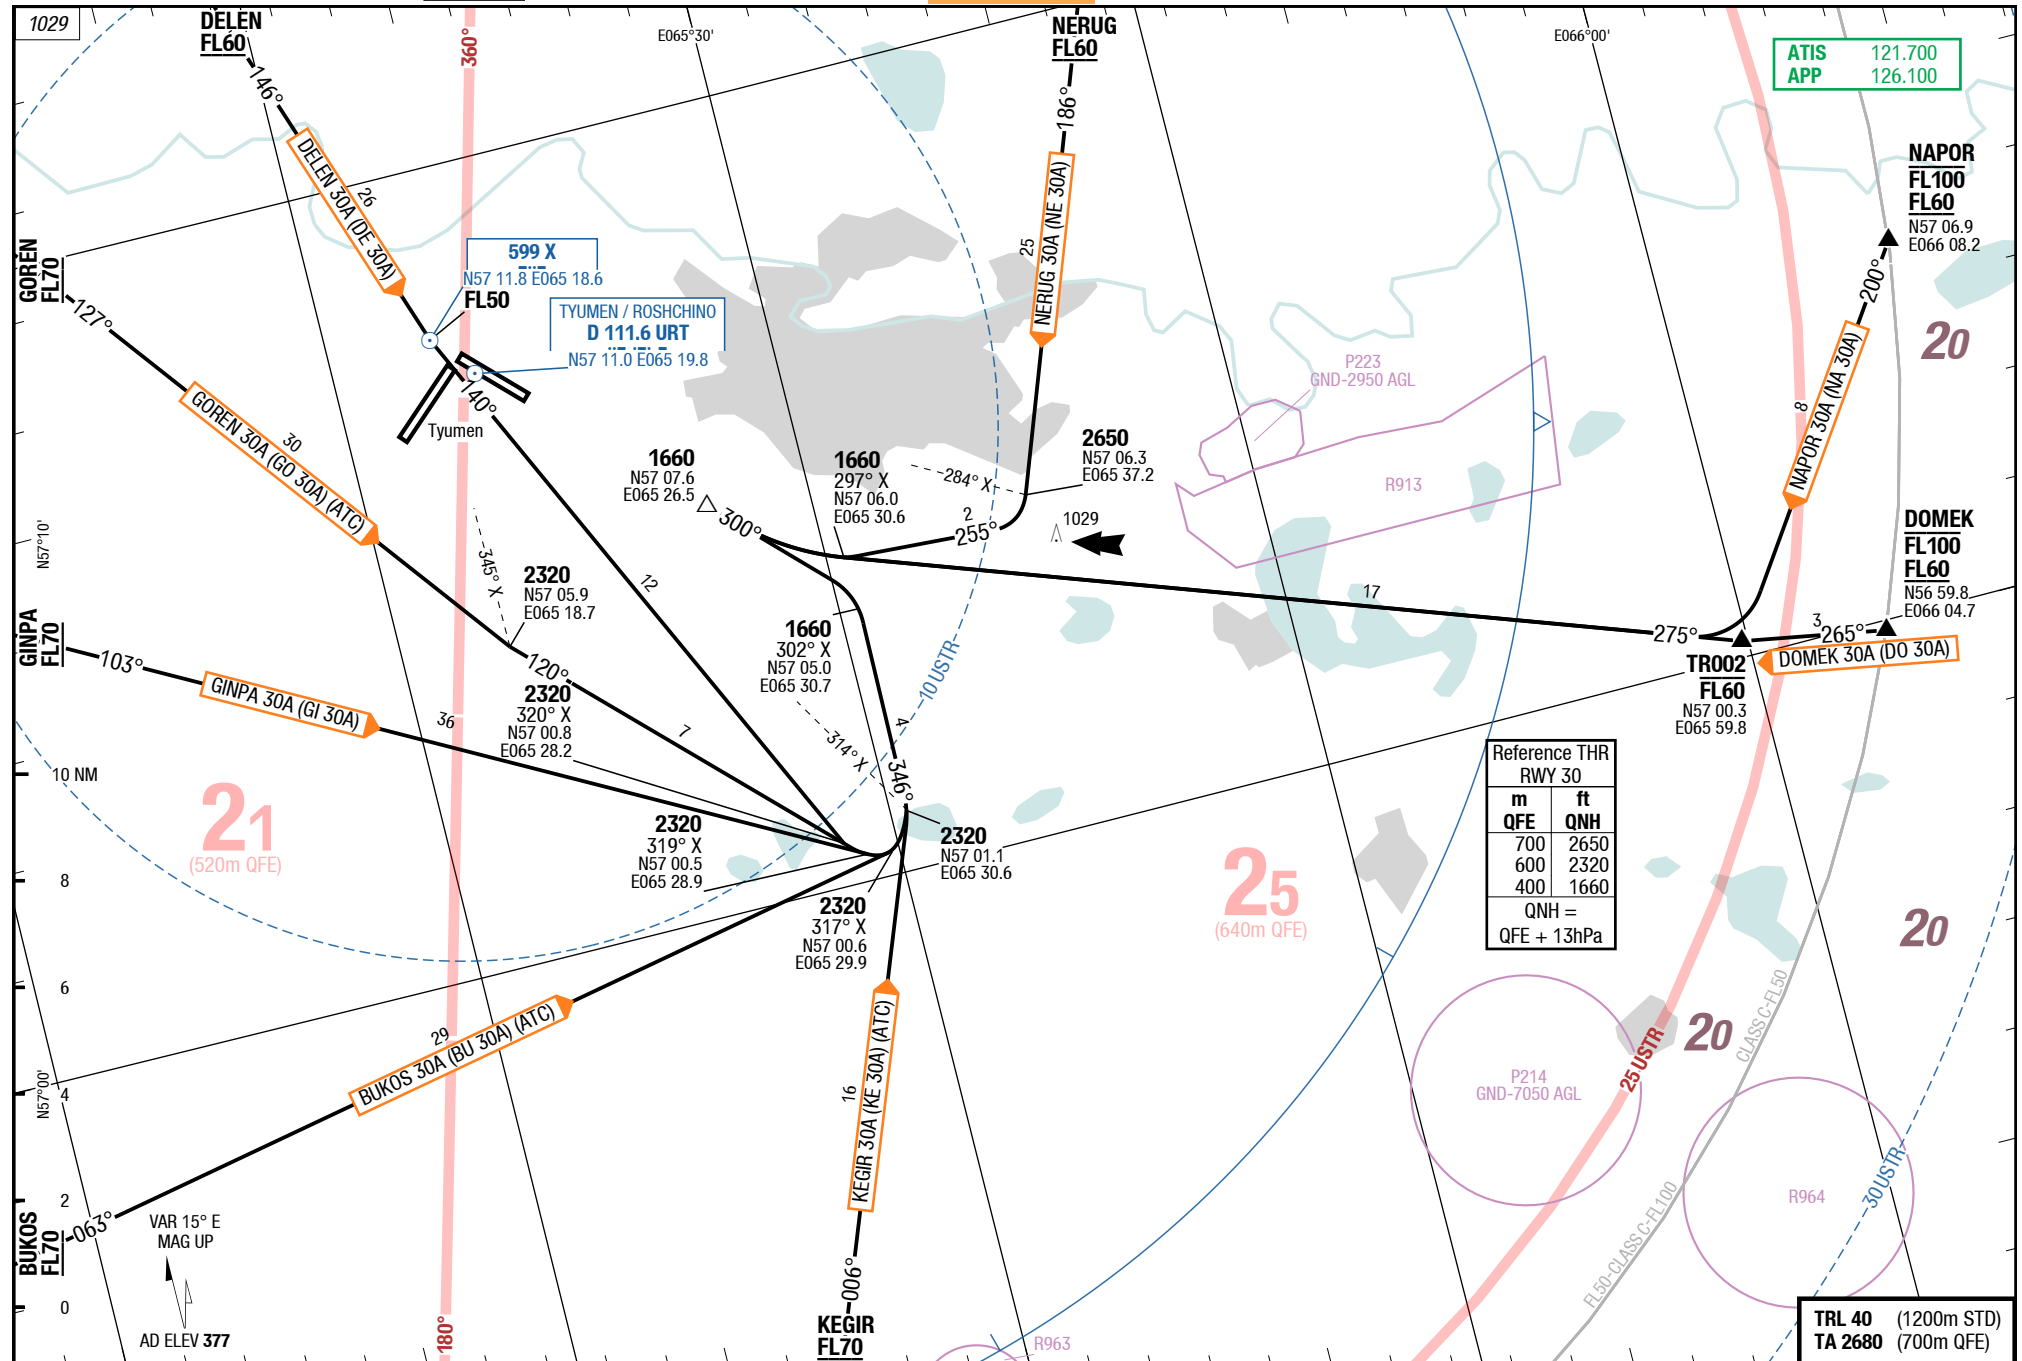 1029
DELEN
FL60
146°
DELEN 30A (DE 30A)
26
360°
E065°30'
NERUG
FL60
186°
NERUG 30A (NE 30A)
25
E066°00'
ATIS 121.700
APP 126.100
NAPOR
FL100
FL60
N57 06.9
E066 08.2
200°
NAPOR 30A (NA 30A)
8
20
GOREN
FL70
127°
GOREN 30A (GO 30A) (ATC)
30
599 X
N57 11.8 E065 18.6
FL50
TYUMEN / ROSHCHINO
D 111.6 URT
N57 11.0 E065 19.8
140°
Tyumen
12
P223
GND-2950 AGL
R913
1660
N57 07.6
E065 26.5
300°
1660
297° X
N57 06.0
E065 30.6
284° X
2650
N57 06.3
E065 37.2
2
255°
1029
N57°10'
345° X
2320
N57 05.9
E065 18.7
120°
7
GINPA
FL70
103°
GINPA 30A (GI 30A)
36
2320
320° X
N57 00.8
E065 28.2
1660
302° X
N57 05.0
E065 30.7
10 USTR
17
275°
DOMEK
FL100
FL60
N56 59.8
E066 04.7
3
265°
DOMEK 30A (DO 30A)
TR002
FL60
N57 00.3
E065 59.8
314° X
4
346°
Reference THR
RWY 30
m ft
QFE QNH
700 2650
600 2320
400 1660
QNH =
QFE + 13hPa
10 NM
8
6
4
2
0
21
(520m QFE)
2320
319° X
N57 00.5
E065 28.9
2320
N57 01.1
E065 30.6
2320
317° X
N57 00.6
E065 29.9
25
(640m QFE)
20
20
BUKOS 30A (BU 30A) (ATC)
29
N57°00'
BUKOS
FL70
063°
KEGIR 30A (KE 30A) (ATC)
16
006°
KEGIR
FL70
P214
GND-7050 AGL
25 USTR
CLASS C-FL50
FL50-CLASS C-FL100
R964
30 USTR
R963
180°
VAR 15° E
MAG UP
AD ELEV 377
TRL 40 (1200m STD)
TA 2680 (700m QFE)